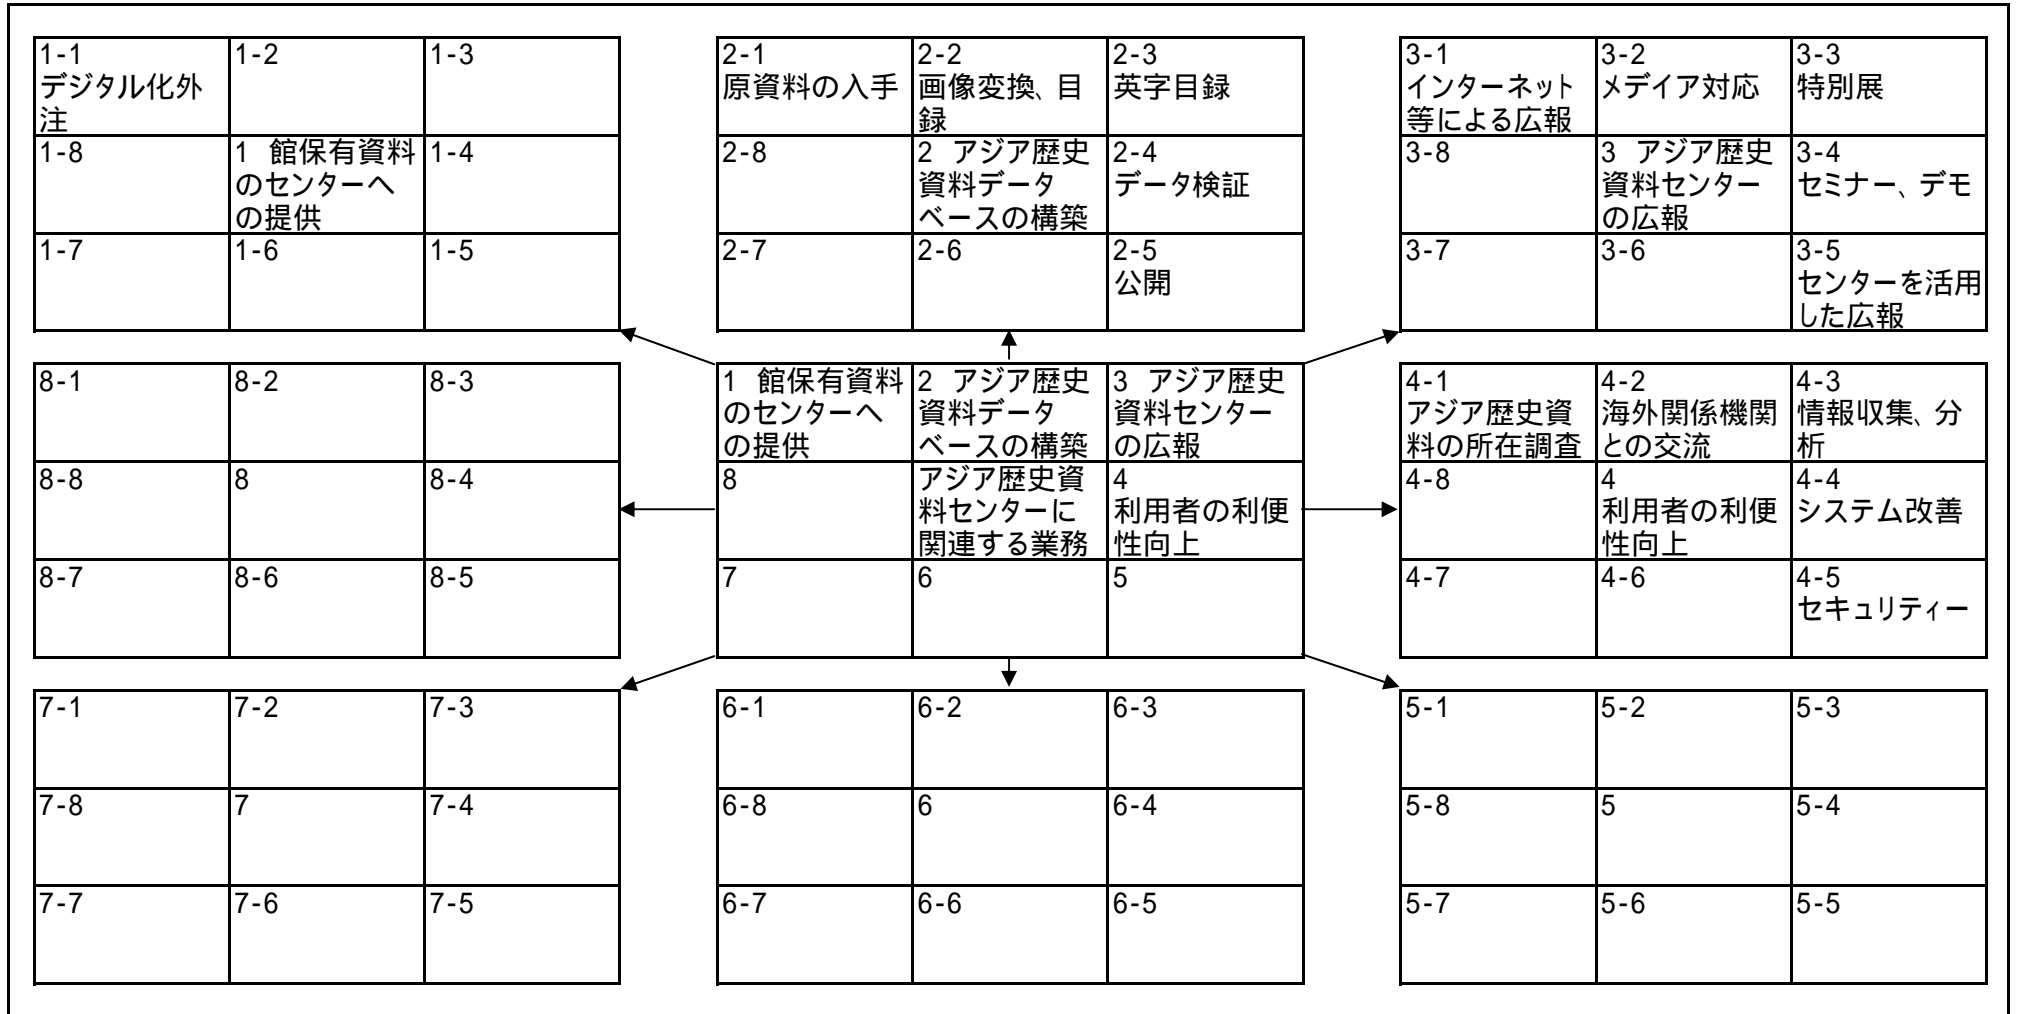 1-1
デジタル化外
注
1-2
1-3
1-8
1 館保有資料
のセンターへ
の提供
1-4
1-7
1-6
1-5
2-1
原資料の入手
2-2
画像変換、目
録
2-3
英字目録
2-8
2 アジア歴史
資料データ
ベースの構築
2-4
データ検証
2-7
2-6
2-5
公開
3-1
インターネット
等による広報
3-2
メデイア対応
3-3
特別展
3-8
3 アジア歴史
資料センター
の広報
3-4
セミナー、デモ
3-7
3-6
3-5
センターを活用
した広報
8-1
8-2
8-3
8-8
8
8-4
8-7
8-6
8-5
1 館保有資料
のセンターへ
の提供
2 アジア歴史
資料データ
ベースの構築
3 アジア歴史
資料センター
の広報
8
アジア歴史資
料センターに
関連する業務
4
利用者の利便
性向上
7
6
5
4-1
アジア歴史資
料の所在調査
4-2
海外関係機関
との交流
4-3
情報収集、分
析
4-8
4
利用者の利便
性向上
4-4
システム改善
4-7
4-6
4-5
セキュリティー
7-1
7-2
7-3
7-8
7
7-4
7-7
7-6
7-5
6-1
6-2
6-3
6-8
6
6-4
6-7
6-6
6-5
5-1
5-2
5-3
5-8
5
5-4
5-7
5-6
5-5